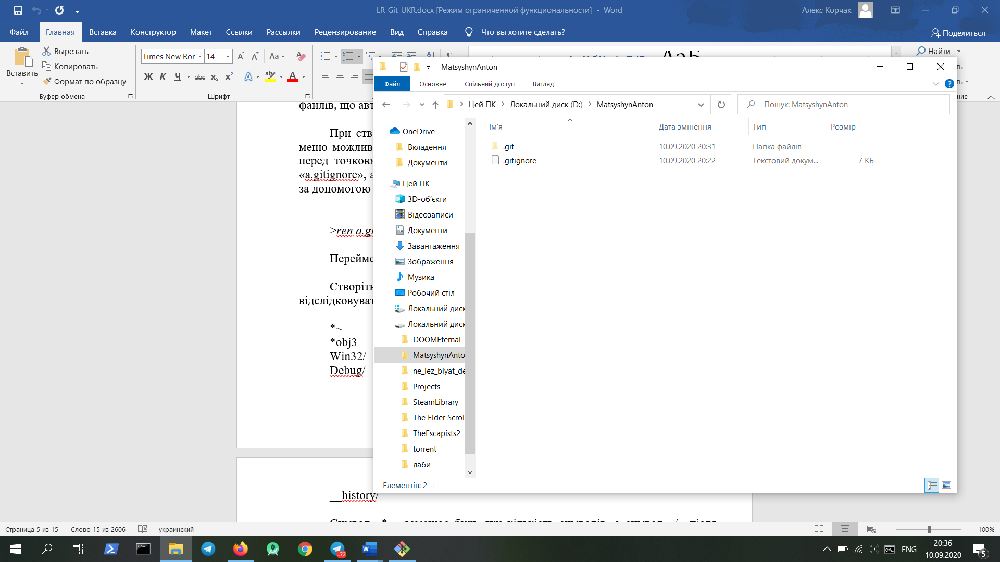 LR_Git_UKR.docx [Режим ограниченной функциональности] - Word
Алекс Корчак
Файл Главная Вставка Конструктор Макет Ссылки Рассылки Рецензирование Вид Справка Что вы хотите сделать? Поделиться
Вставить
Вырезать
Копировать
Формат по образцу
Буфер обмена
Times New Ror 14
Шрифт
Найти
файлів, що авт
При ство
меню можлив
перед точкою
«a.gitignore», а
за допомогою
>ren a.gi
Перейме
Створіть
відслідковуват
*~
*obj3
Win32/
Debug/
__history/
MatsyshynAnton
Файл Основне Спільний доступ Вигляд
Цей ПК > Локальний диск (D:) > MatsyshynAnton
Пошук: MatsyshynAnton
OneDrive
Вкладення
Документи
Цей ПК
3D-об'єкти
Відеозаписи
Документи
Завантаження
Зображення
Музика
Робочий стіл
Локальний диск
Локальний диск
DOOMEternal
MatsyshynAnto
ne_lez_blyat_de
Projects
SteamLibrary
The Elder Scrol
TheEscapists2
torrent
лаби
Ім'я Дата змінення Тип Розмір
.git 10.09.2020 20:31 Папка файлів
.gitignore 10.09.2020 20:22 Текстовий докум... 7 КБ
Елементів: 2
Страница 5 из 15 Слово 15 из 2606 украинский 100%
..72
ENG
20:36
10.09.2020
5